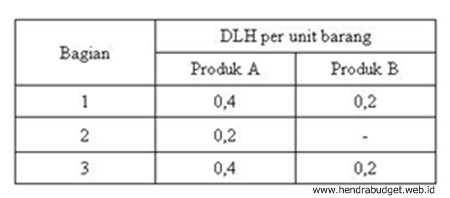 Bagian DLH per unit barang
Produk A Produk B
1 0,4 0,2
2 0,2 -
3 0,4 0,2
www.hendrabudget.web.id